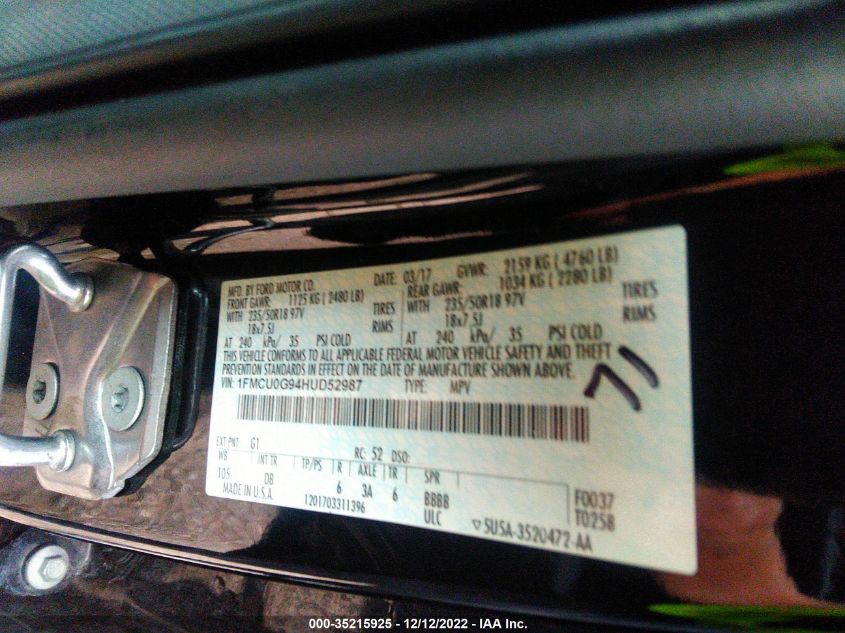 MFD. BY FORD MOTOR CO. DATE: 03/17 GVWR: 2159 KG ( 4760 LB)
FRONT GAWR: 1125 KG ( 2480 LB) REAR GAWR: 1034 KG ( 2280 LB)
WITH 235/50R18 97V TIRES WITH 235/50R18 97V TIRES
18x7.5J RIMS 18x7.5J RIMS
AT 240 kPa/ 35 PSI COLD AT 240 kPa/ 35 PSI COLD
THIS VEHICLE CONFORMS TO ALL APPLICABLE FEDERAL MOTOR VEHICLE SAFETY AND THEFT
PREVENTION STANDARDS IN EFFECT ON THE DATE OF MANUFACTURE SHOWN ABOVE.
VIN: 1FMCU0G94HUD52987 TYPE: MPV
EXT PNT: G1 RC: 52 DSO:
WB INT TR TP/PS R AXLE TR SPR
105 DB 6 3A 6 BBBB F0037
MADE IN U.S.A. 1201703311396 ULC T0258
▽5U5A-3520472-AA
000-35215925 - 12/12/2022 - IAA Inc.